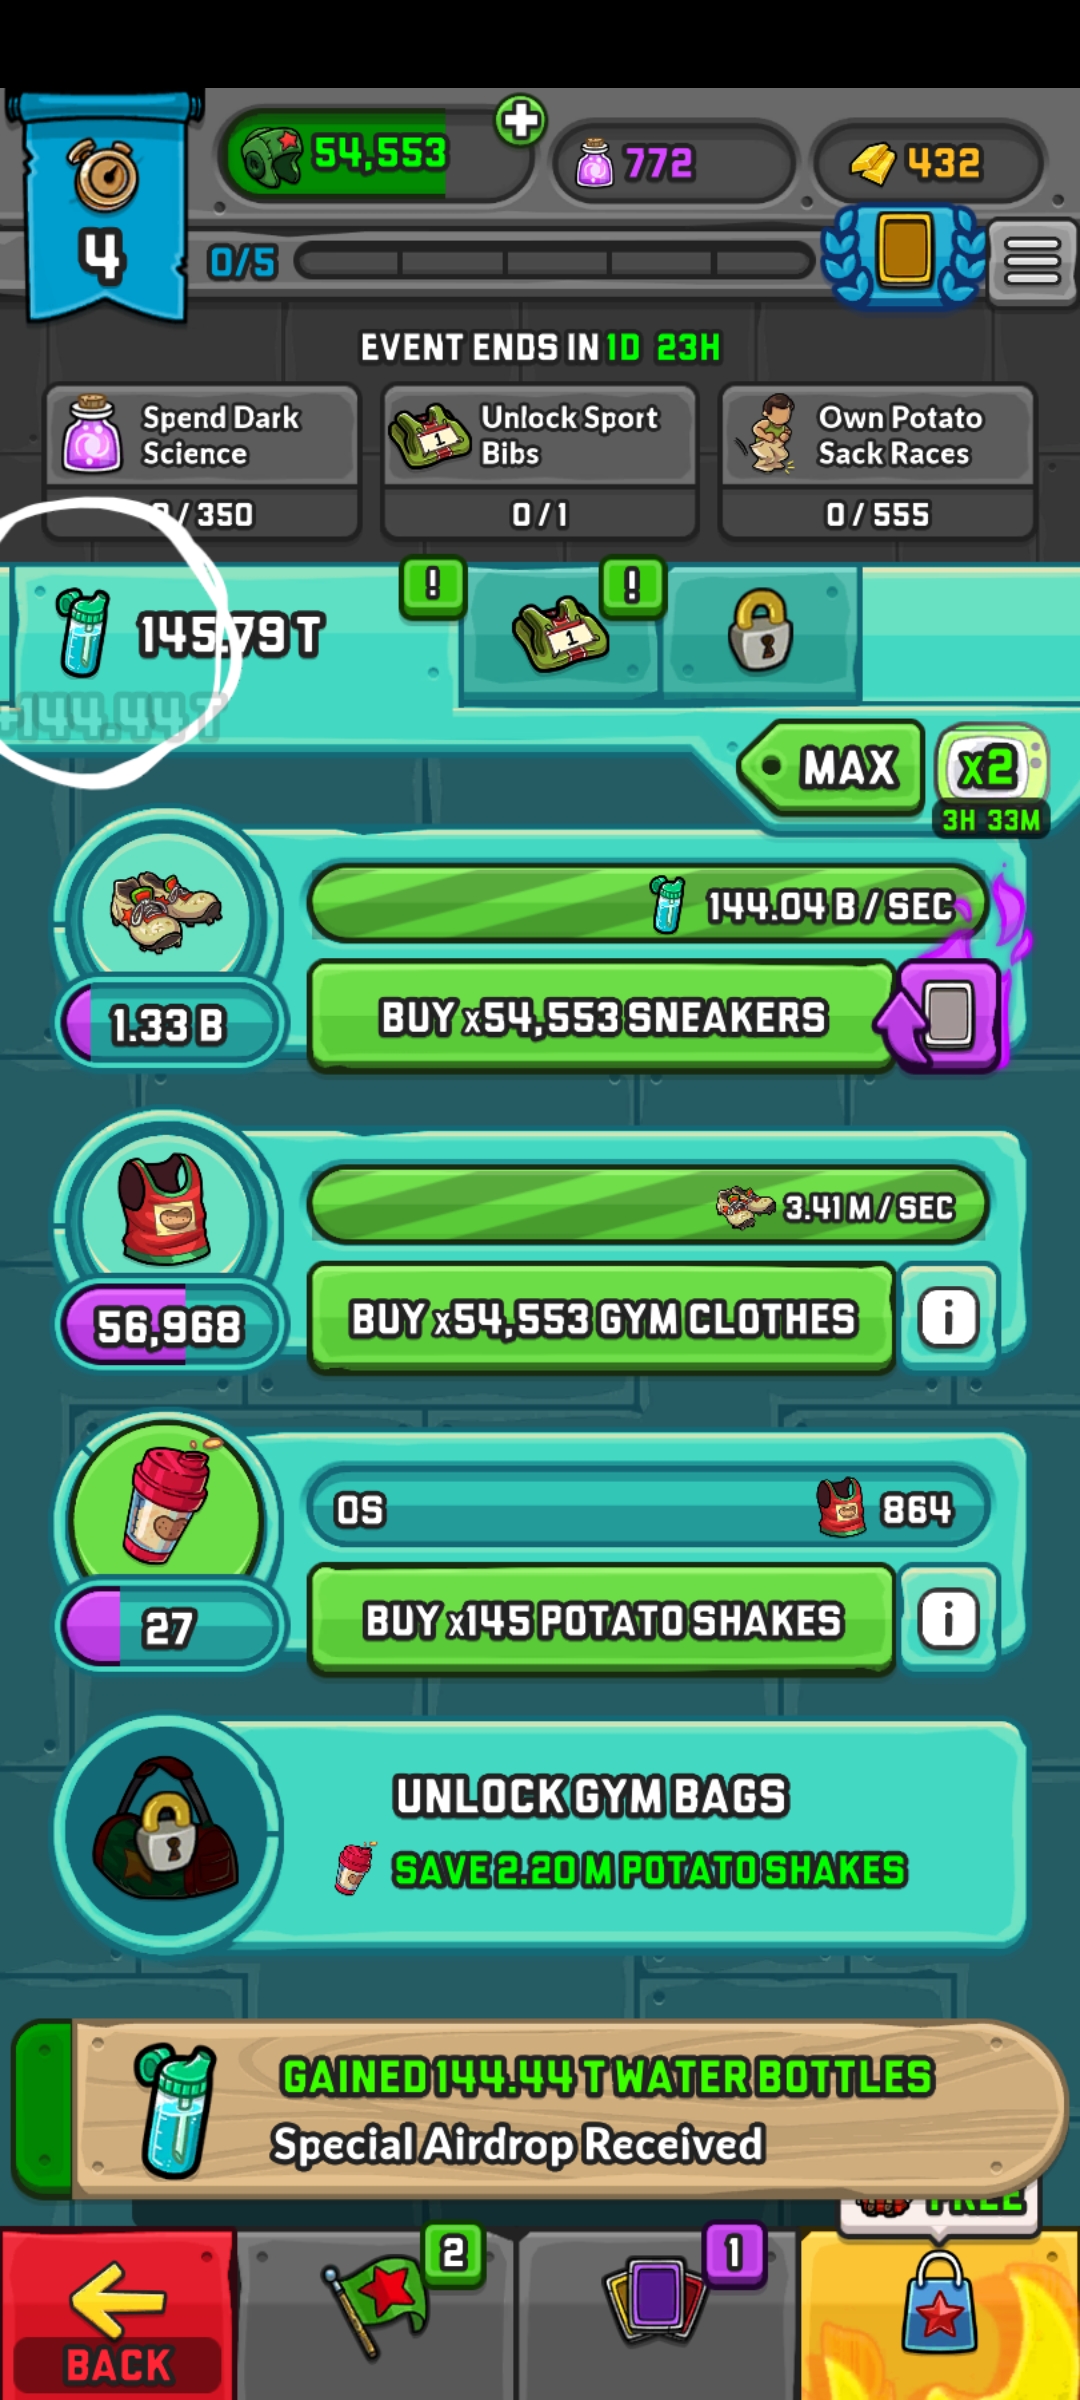 54,553
772
432
4
0/5
EVENT ENDS IN 1D 23H
Spend Dark
Science
/350
Unlock Sport
Bibs
0/1
Own Potato
Sack Races
0/555
!
!
1
145.79 T
+144.44 T
MAX
x2
3H 33M
144.04 B/SEC
1.33 B
BUY x54,553 SNEAKERS
3.41 M/SEC
56,968
BUY x54,553 GYM CLOTHES
i
0S
864
27
BUY x145 POTATO SHAKES
i
UNLOCK GYM BAGS
SAVE 2.20 M POTATO SHAKES
GAINED 144.44 T WATER BOTTLES
Special Airdrop Received
FREE
BACK
2
1